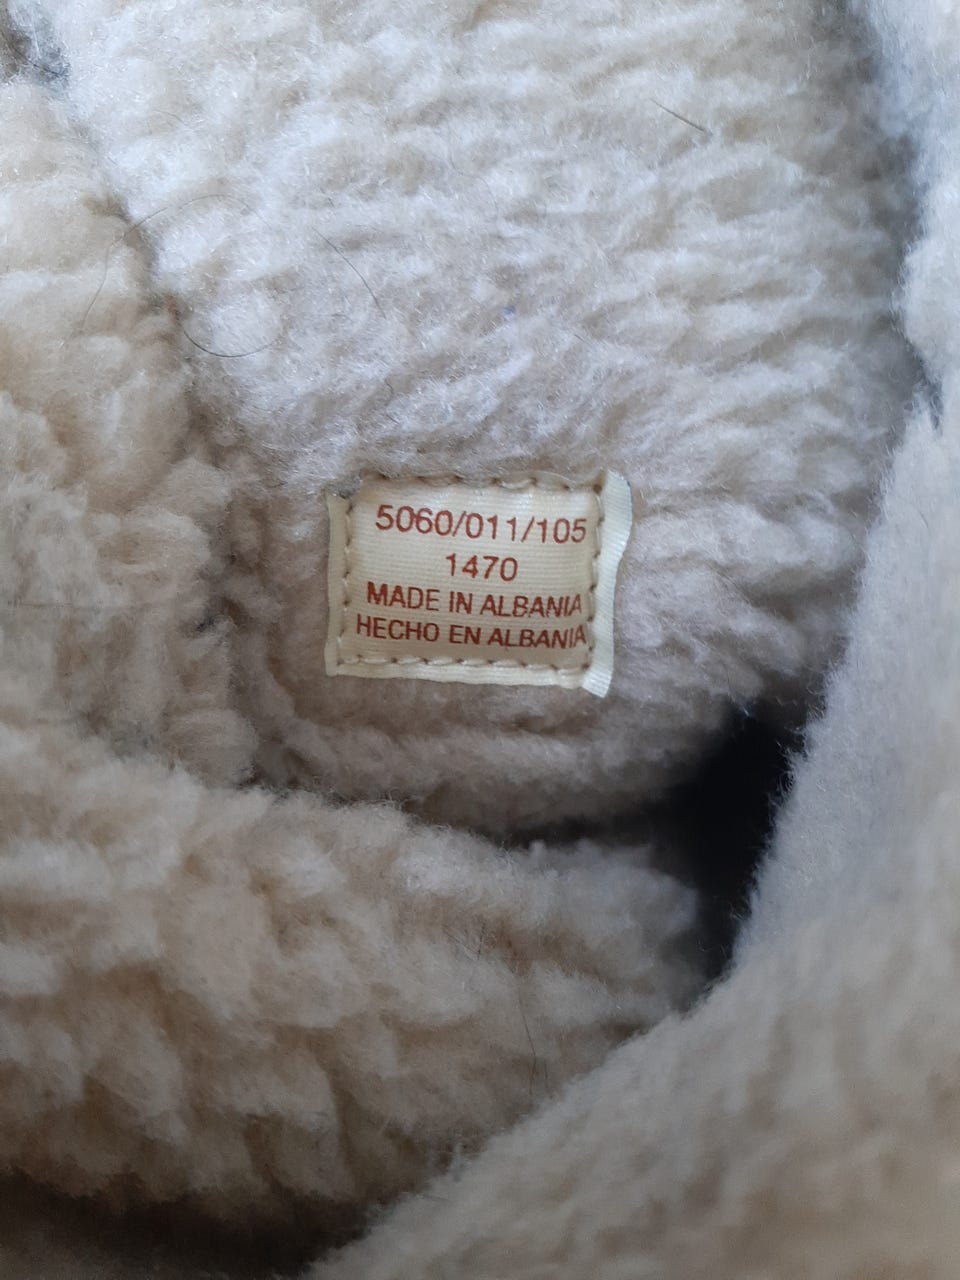 5060/011/105
1470
MADE IN ALBANIA
HECHO EN ALBANIA